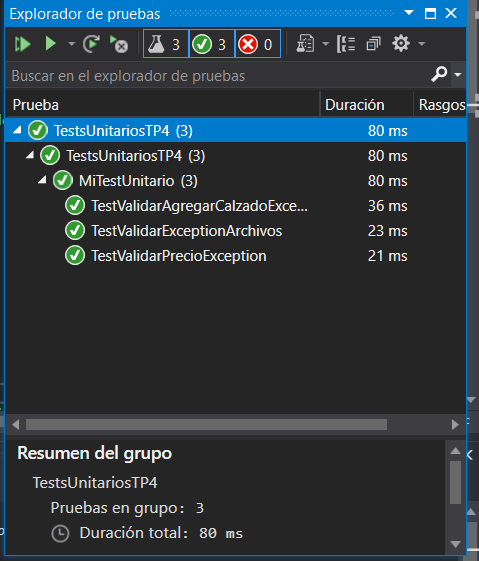 Explorador de pruebas
3 3 0
Buscar en el explorador de pruebas
Prueba Duración Rasgos
TestsUnitariosTP4 (3) 80 ms
TestsUnitariosTP4 (3) 80 ms
MiTestUnitario (3) 80 ms
TestValidarAgregarCalzadoExce... 36 ms
TestValidarExceptionArchivos 23 ms
TestValidarPrecioException 21 ms
Resumen del grupo
TestsUnitariosTP4
Pruebas en grupo: 3
Duración total: 80 ms